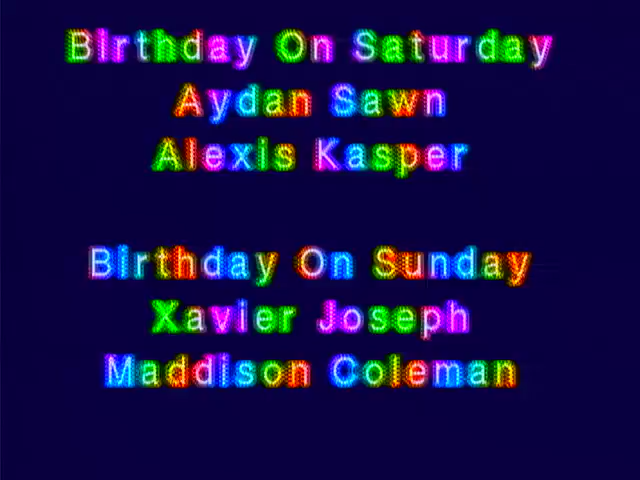 Birthday On Saturday
Aydan Sawn
Alexis Kasper
Birthday On Sunday
Xavier Joseph
Maddison Coleman